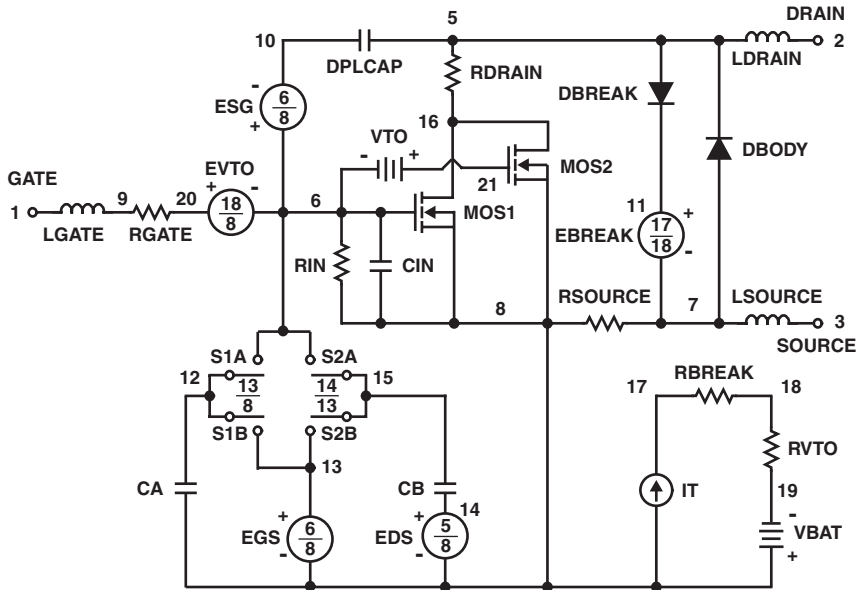 DRAIN
5
2
10
LDRAIN
DPLCAP
RDRAIN
DBREAK
-
6
8
ESG
+
16
VTO
-
+
DBODY
MOS2
EVTO
GATE
+
-
9
20
18
8
6
21
1
MOS1
11
LGATE
RGATE
EBREAK
+
17
18
-
RIN
CIN
8
RSOURCE
7
LSOURCE
3
SOURCE
S1A
S2A
12
13
8
14
13
15
RBREAK
17
18
S1B
S2B
13
RVTO
CA
CB
IT
19
+
14
-
EGS
6
8
-
+
EDS
5
8
-
VBAT
+